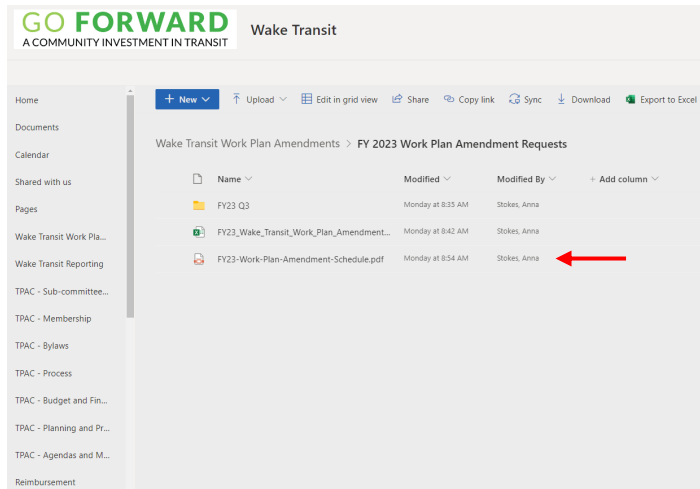 GO FORWARD
A COMMUNITY INVESTMENT IN TRANSIT
Wake Transit
Home
Documents
Calendar
Shared with us
Pages
Wake Transit Work Pla...
Wake Transit Reporting
TPAC - Sub-committee...
TPAC - Membership
TPAC - Bylaws
TPAC - Process
TPAC - Budget and Fin...
TPAC - Planning and Pr...
TPAC - Agendas and M...
Reimbursement
+ New Upload Edit in grid view Share Copy link Sync Download Export to Excel
Wake Transit Work Plan Amendments > FY 2023 Work Plan Amendment Requests
Name Modified Modified By + Add column
FY23 Q3 Monday at 8:35 AM Stokes, Anna
FY23_Wake_Transit_Work_Plan_Amendment... Monday at 8:42 AM Stokes, Anna
FY23-Work-Plan-Amendment-Schedule.pdf Monday at 8:54 AM Stokes, Anna